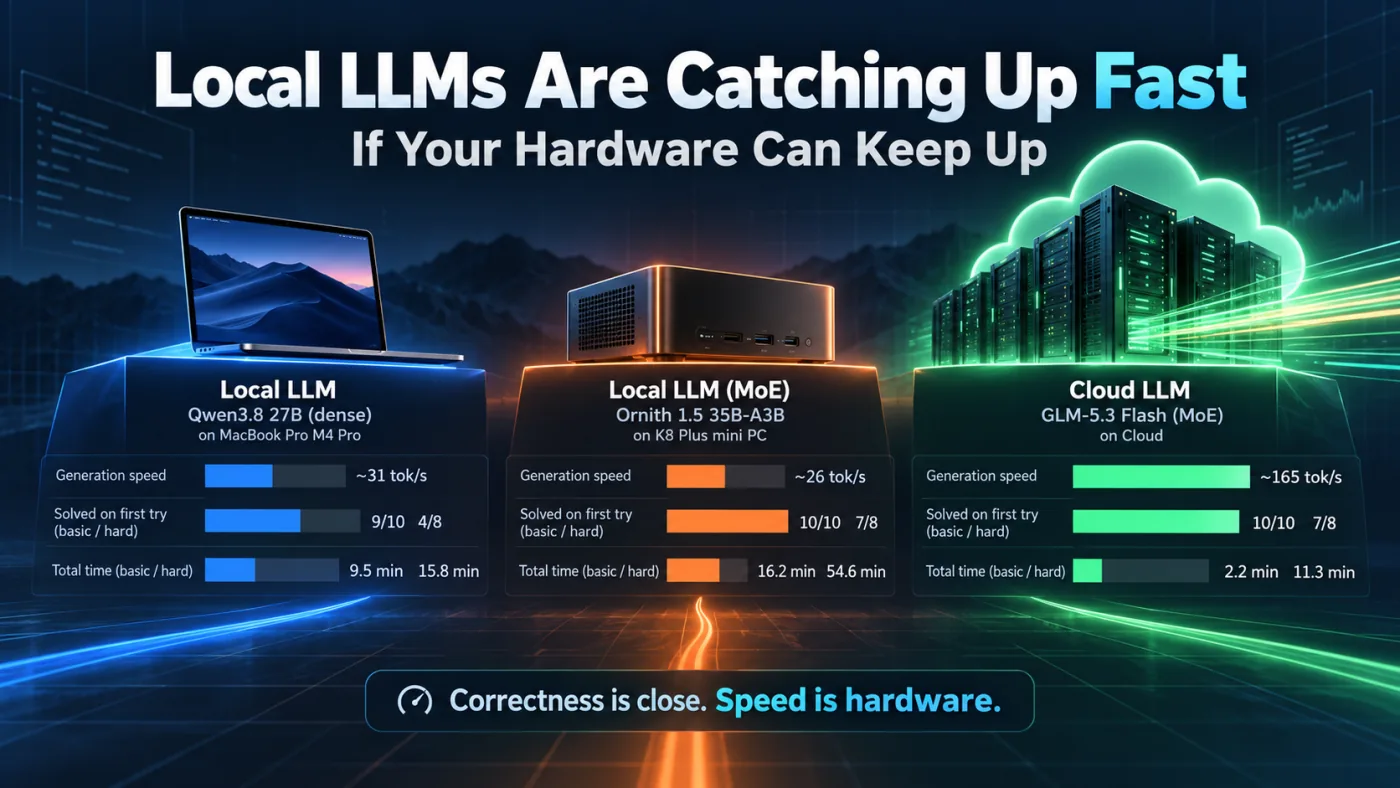 Local LLMs Are Catching Up Fast
If Your Hardware Can Keep Up
Local LLM
Qwen3.8 27B (dense)
on MacBook Pro M4 Pro
Generation speed ~31 tok/s
Solved on first try
(basic / hard) 9/10 4/8
Total time (basic / hard) 9.5 min 15.8 min
Local LLM (MoE)
Ornith 1.5 35B-A3B
on K8 Plus mini PC
Generation speed ~26 tok/s
Solved on first try
(basic / hard) 10/10 7/8
Total time (basic / hard) 16.2 min 54.6 min
Cloud LLM
GLM-5.3 Flash (MoE)
on Cloud
Generation speed ~165 tok/s
Solved on first try
(basic / hard) 10/10 7/8
Total time (basic / hard) 2.2 min 11.3 min
Correctness is close. Speed is hardware.